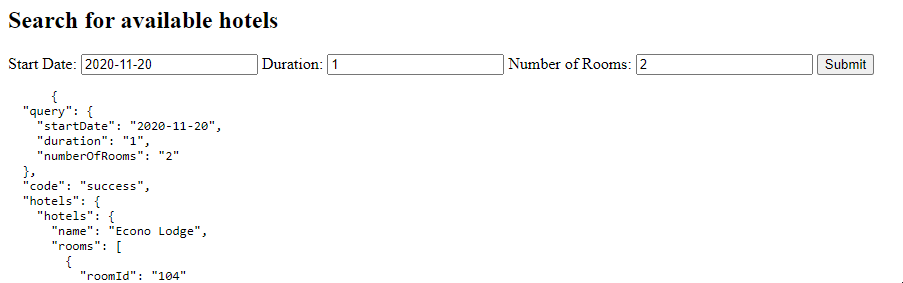 Search for available hotels
Start Date: 2020-11-20 Duration: 1 Number of Rooms: 2 Submit
{
"query": {
"startDate": "2020-11-20",
"duration": "1",
"numberOfRooms": "2"
},
"code": "success",
"hotels": {
"hotels": {
"name": "Econo Lodge",
"rooms": [
{
"roomId": "104"